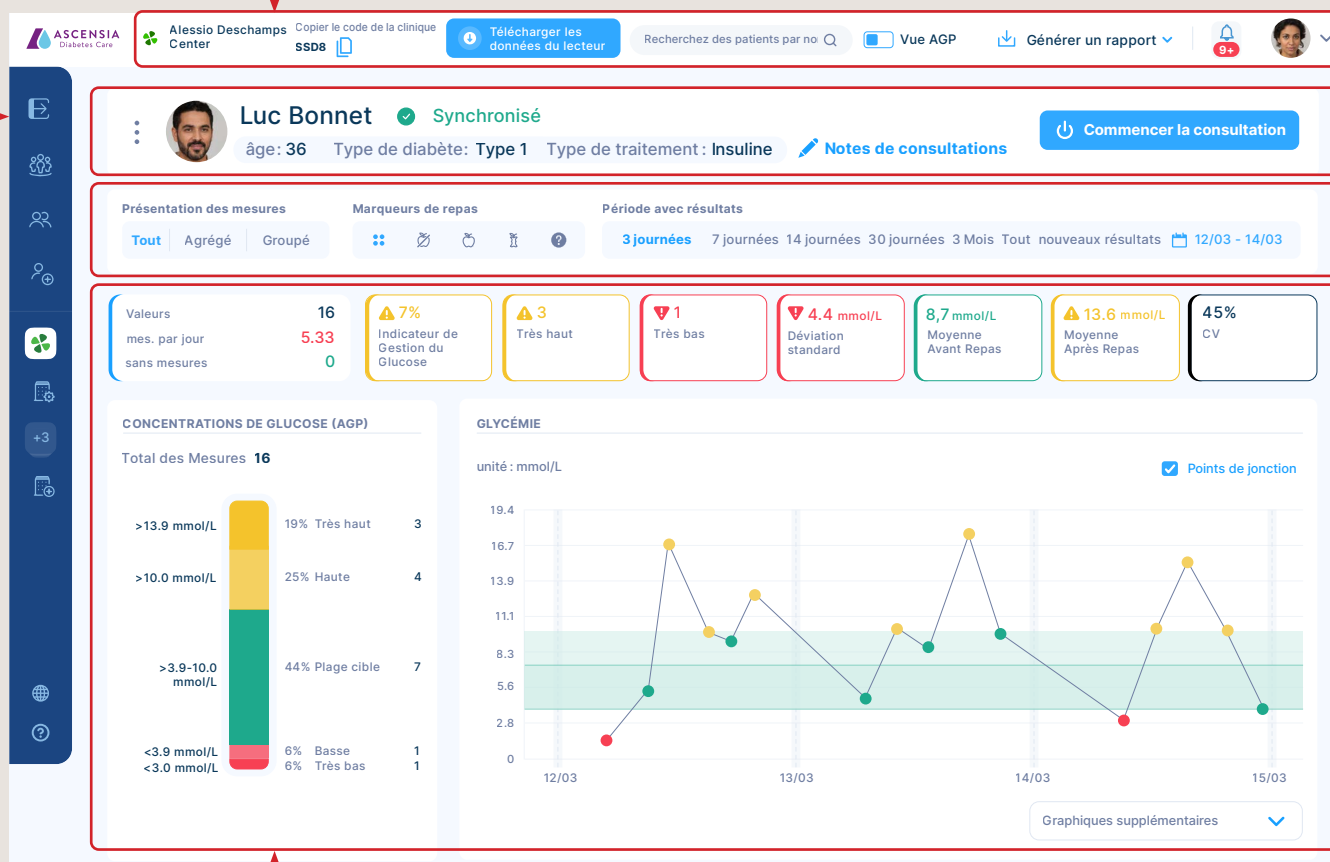 ASCENSIA
Diabetes Care
Alessio Deschamps
Center
Copier le code de la clinique
SSD8
Télécharger les
données du lecteur
Recherchez des patients par no
Vue AGP
Générer un rapport
9+
Luc Bonnet
Synchronisé
âge: 36 Type de diabète: Type 1 Type de traitement : Insuline
Notes de consultations
Commencer la consultation
Présentation des mesures
Tout Agrégé Groupé
Marqueurs de repas
?
Période avec résultats
3 journées 7 journées 14 journées 30 journées 3 Mois Tout nouveaux résultats 12/03 - 14/03
+3
?
Valeurs 16
mes. par jour 5.33
sans mesures 0
7%
Indicateur de
Gestion du
Glucose
3
Très haut
1
Très bas
4.4 mmol/L
Déviation
standard
8,7 mmol/L
Moyenne
Avant Repas
13.6 mmol/L
Moyenne
Après Repas
45%
CV
CONCENTRATIONS DE GLUCOSE (AGP)
Total des Mesures 16
>13.9 mmol/L 19% Très haut 3
>10.0 mmol/L 25% Haute 4
>3.9-10.0
mmol/L
44% Plage cible 7
<3.9 mmol/L 6% Basse 1
<3.0 mmol/L 6% Très bas 1
GLYCÉMIE
unité : mmol/L
Points de jonction
19.4
16.7
13.9
11.1
8.3
5.6
2.8
0
12/03 13/03 14/03 15/03
Graphiques supplémentaires